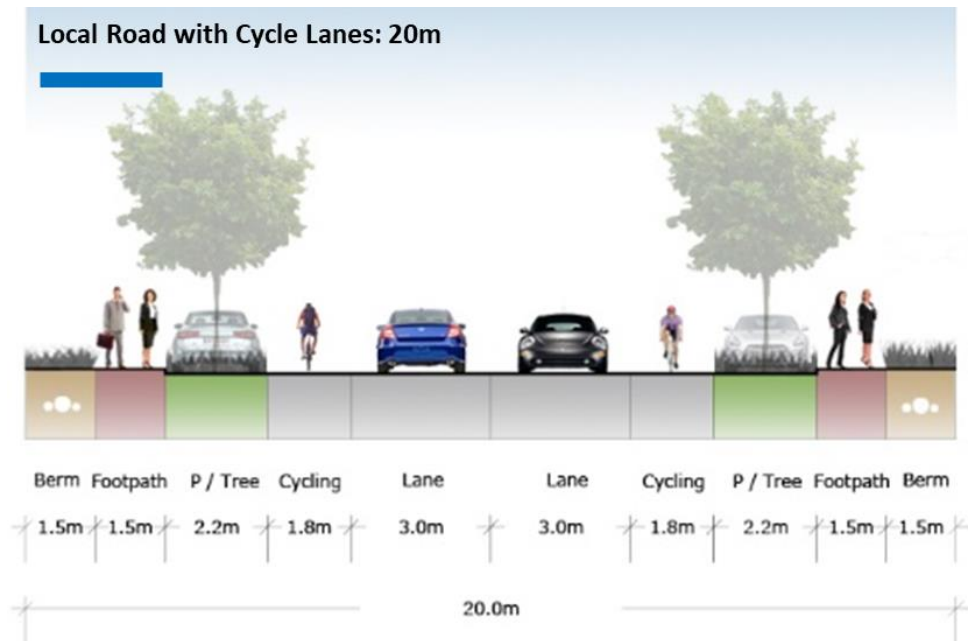 Local Road with Cycle Lanes: 20m
Berm Footpath P / Tree Cycling Lane Lane Cycling P / Tree Footpath Berm
1.5m 1.5m 2.2m 1.8m 3.0m 3.0m 1.8m 2.2m 1.5m 1.5m
20.0m